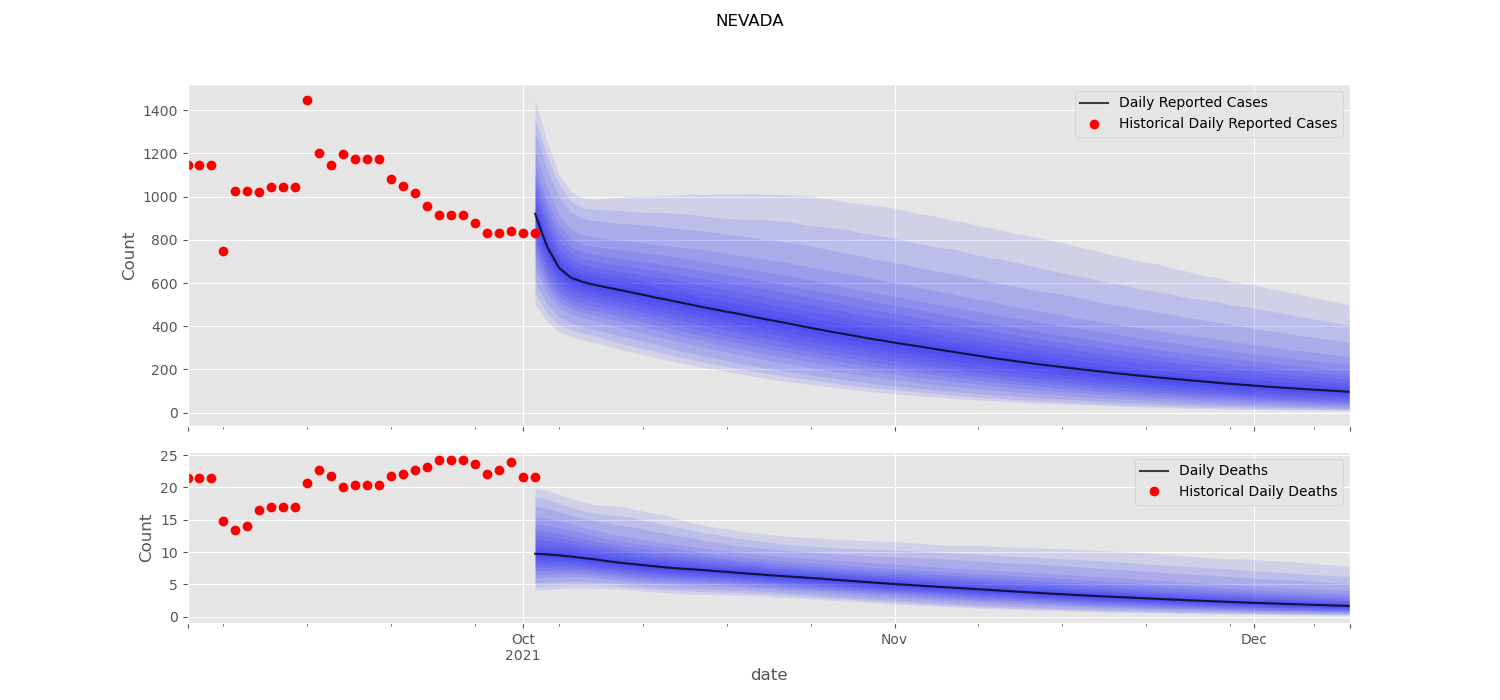 NEVADA
Count
1400
1200
1000
800
600
400
200
0
Daily Reported Cases
Historical Daily Reported Cases
Count
25
20
15
10
5
0
Daily Deaths
Historical Daily Deaths
Oct
2021
Nov
Dec
date